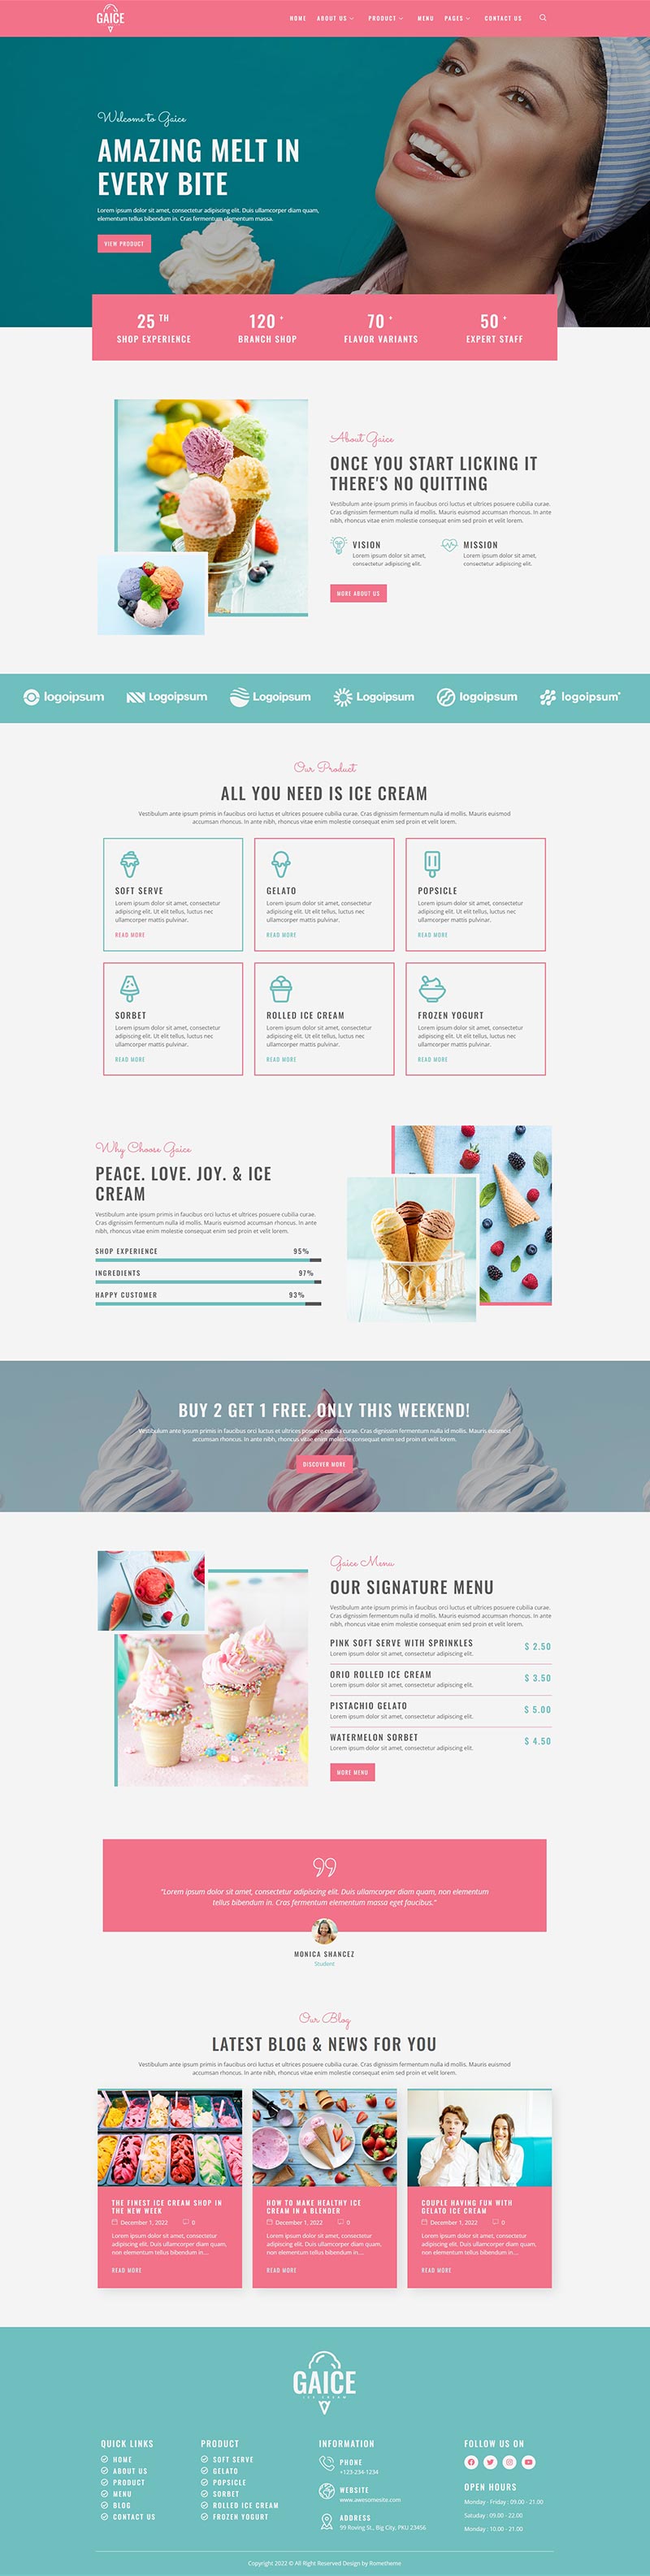 GAICE
HOME ABOUT US PRODUCT MENU PAGES CONTACT US
Welcome to Gaice
AMAZING MELT IN
EVERY BITE
Lorem ipsum dolor sit amet, consectetur adipiscing elit. Duis ullamcorper diam quam,
elementum tellus bibendum in. Cras fermentum elementum massa.
VIEW PRODUCT
25 TH
SHOP EXPERIENCE
120 +
BRANCH SHOP
70 +
FLAVOR VARIANTS
50 +
EXPERT STAFF
About Gaice
ONCE YOU START LICKING IT
THERE'S NO QUITTING
Vestibulum ante ipsum primis in faucibus orci luctus et ultrices posuere cubilia curae.
Cras dignissim fermentum nulla id mollis. Mauris euismod accumsan rhoncus. In ante
nibh, rhoncus vitae enim molestie consequat enim sed proin et velit lorem.
VISION
Lorem ipsum dolor sit amet,
consectetur adipiscing elit.
MISSION
Lorem ipsum dolor sit amet,
consectetur adipiscing elit.
MORE ABOUT US
logoipsum Logoipsum Logoipsum Logoipsum logoipsum logoipsum
Our Product
ALL YOU NEED IS ICE CREAM
Vestibulum ante ipsum primis in faucibus orci luctus et ultrices posuere cubilia curae. Cras dignissim fermentum nulla id mollis. Mauris euismod
accumsan rhoncus. In ante nibh, rhoncus vitae enim molestie consequat enim sed proin et velit lorem.
SOFT SERVE
Lorem ipsum dolor sit amet, consectetur
adipiscing elit. Ut elit tellus, luctus nec
ullamcorper mattis pulvinar.
READ MORE
GELATO
Lorem ipsum dolor sit amet, consectetur
adipiscing elit. Ut elit tellus, luctus nec
ullamcorper mattis pulvinar.
READ MORE
POPSICLE
Lorem ipsum dolor sit amet, consectetur
adipiscing elit. Ut elit tellus, luctus nec
ullamcorper mattis pulvinar.
READ MORE
SORBET
Lorem ipsum dolor sit amet, consectetur
adipiscing elit. Ut elit tellus, luctus nec
ullamcorper mattis pulvinar.
READ MORE
ROLLED ICE CREAM
Lorem ipsum dolor sit amet, consectetur
adipiscing elit. Ut elit tellus, luctus nec
ullamcorper mattis pulvinar.
READ MORE
FROZEN YOGURT
Lorem ipsum dolor sit amet, consectetur
adipiscing elit. Ut elit tellus, luctus nec
ullamcorper mattis pulvinar.
READ MORE
Why Choose Gaice
PEACE. LOVE. JOY. & ICE
CREAM
Vestibulum ante ipsum primis in faucibus orci luctus et ultrices posuere cubilia curae.
Cras dignissim fermentum nulla id mollis. Mauris euismod accumsan rhoncus. In ante
nibh, rhoncus vitae enim molestie consequat enim sed proin et velit lorem.
SHOP EXPERIENCE 95%
INGREDIENTS 97%
HAPPY CUSTOMER 93%
BUY 2 GET 1 FREE. ONLY THIS WEEKEND!
Vestibulum ante ipsum primis in faucibus orci luctus et ultrices posuere cubilia curae. Cras dignissim fermentum nulla id mollis. Mauris euismod
accumsan rhoncus. In ante nibh, rhoncus vitae enim molestie consequat enim sed proin et velit lorem.
DISCOVER MORE
Gaice Menu
OUR SIGNATURE MENU
Vestibulum ante ipsum primis in faucibus orci luctus et ultrices posuere cubilia curae.
Cras dignissim fermentum nulla id mollis. Mauris euismod accumsan rhoncus. In ante
nibh, rhoncus vitae enim molestie consequat enim sed proin et velit lorem.
PINK SOFT SERVE WITH SPRINKLES $ 2.50
Lorem ipsum dolor sit amet, consectetur adipiscing elit.
ORIO ROLLED ICE CREAM $ 3.50
Lorem ipsum dolor sit amet, consectetur adipiscing elit.
PISTACHIO GELATO $ 5.00
Lorem ipsum dolor sit amet, consectetur adipiscing elit.
WATERMELON SORBET $ 4.50
Lorem ipsum dolor sit amet, consectetur adipiscing elit.
MORE MENU
"Lorem ipsum dolor sit amet, consectetur adipiscing elit. Duis ullamcorper diam quam, non elementum
tellus bibendum in. Cras fermentum elementum massa eget faucibus."
MONICA SHANCEZ
Student
Our Blog
LATEST BLOG & NEWS FOR YOU
Vestibulum ante ipsum primis in faucibus orci luctus et ultrices posuere cubilia curae. Cras dignissim fermentum nulla id mollis. Mauris euismod
accumsan rhoncus. In ante nibh, rhoncus vitae enim molestie consequat enim sed proin et velit lorem.
THE FINEST ICE CREAM SHOP IN
THE NEW WEEK
December 1, 2022 0
Lorem ipsum dolor sit amet, consectetur
adipiscing elit. Duis ullamcorper diam quam,
non elementum tellus bibendum in....
READ MORE
HOW TO MAKE HEALTHY ICE
CREAM IN A BLENDER
December 1, 2022 0
Lorem ipsum dolor sit amet, consectetur
adipiscing elit. Duis ullamcorper diam quam,
non elementum tellus bibendum in....
READ MORE
COUPLE HAVING FUN WITH
GELATO ICE CREAM
December 1, 2022 0
Lorem ipsum dolor sit amet, consectetur
adipiscing elit. Duis ullamcorper diam quam,
non elementum tellus bibendum in....
READ MORE
GAICE
ICE CREAM
QUICK LINKS
HOME
ABOUT US
PRODUCT
MENU
BLOG
CONTACT US
PRODUCT
SOFT SERVE
GELATO
POPSICLE
SORBET
ROLLED ICE CREAM
FROZEN YOGURT
INFORMATION
PHONE
+123-234-1234
WEBSITE
www.awesomesite.com
ADDRESS
99 Roving St., Big City, PKU 23456
FOLLOW US ON
OPEN HOURS
Monday - Friday : 09.00 - 21.00
Satuday : 09.00 - 22.00
Monday : 10.00 - 21.00
Copyright 2022 © All Right Reserved Design by Rometheme